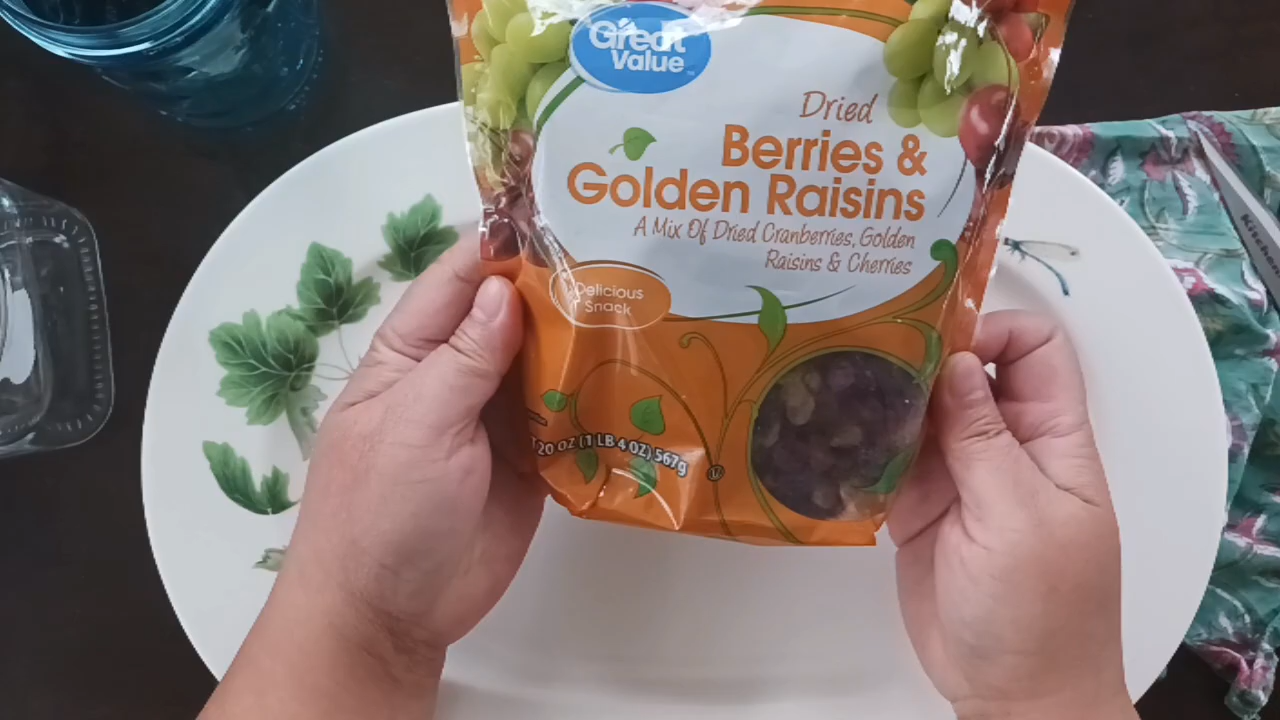 Great
Value
Dried
Berries &
Golden Raisins
A Mix Of Dried Cranberries, Golden
Raisins & Cherries
Delicious
Snack
20 OZ (1 LB 4 OZ) 567g
Kitchen